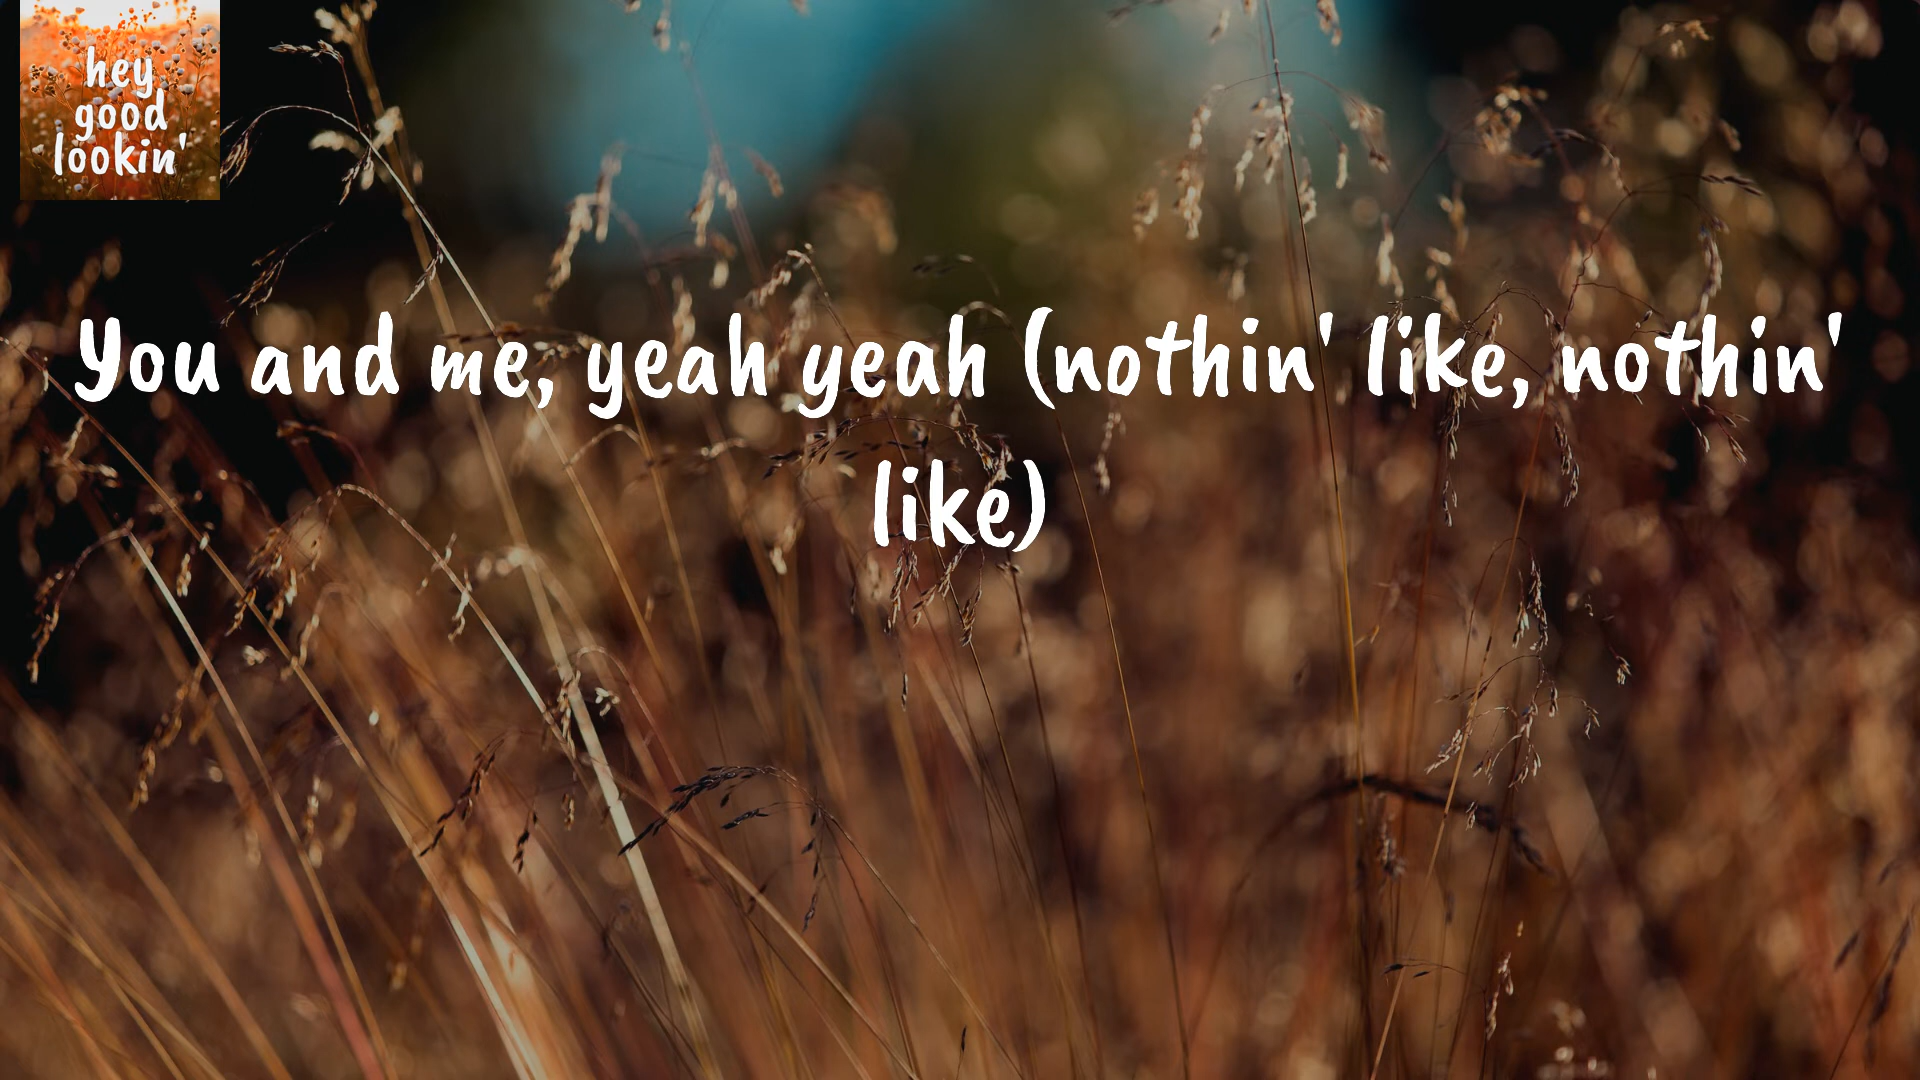 hey
good
lookin'
You and me, yeah yeah (nothin' like, nothin'
like)